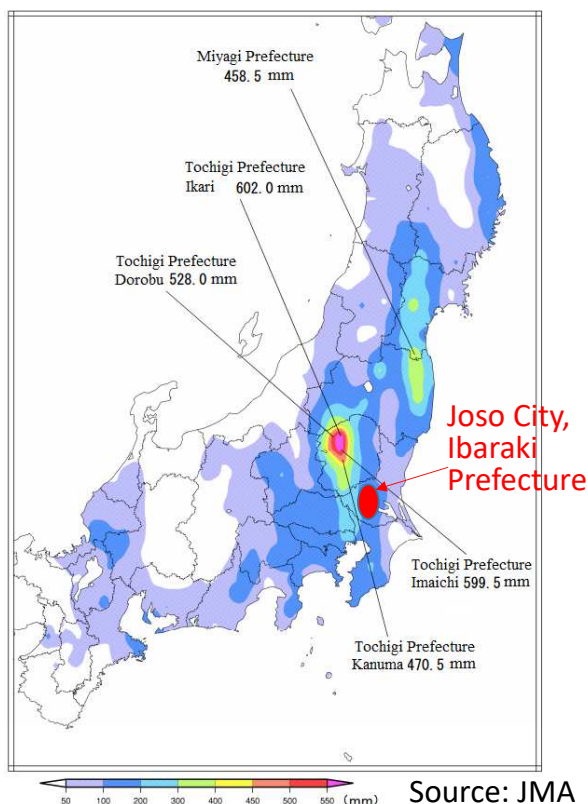 Miyagi Prefecture
458.5 mm
Tochigi Prefecture
Ikari 602.0 mm
Tochigi Prefecture
Dorobu 528.0 mm
Joso City,
Ibaraki
Prefecture
Tochigi Prefecture
Imaichi 599.5 mm
Tochigi Prefecture
Kanuma 470.5 mm
50 100 200 300 400 450 500 550 (mm)
Source: JMA